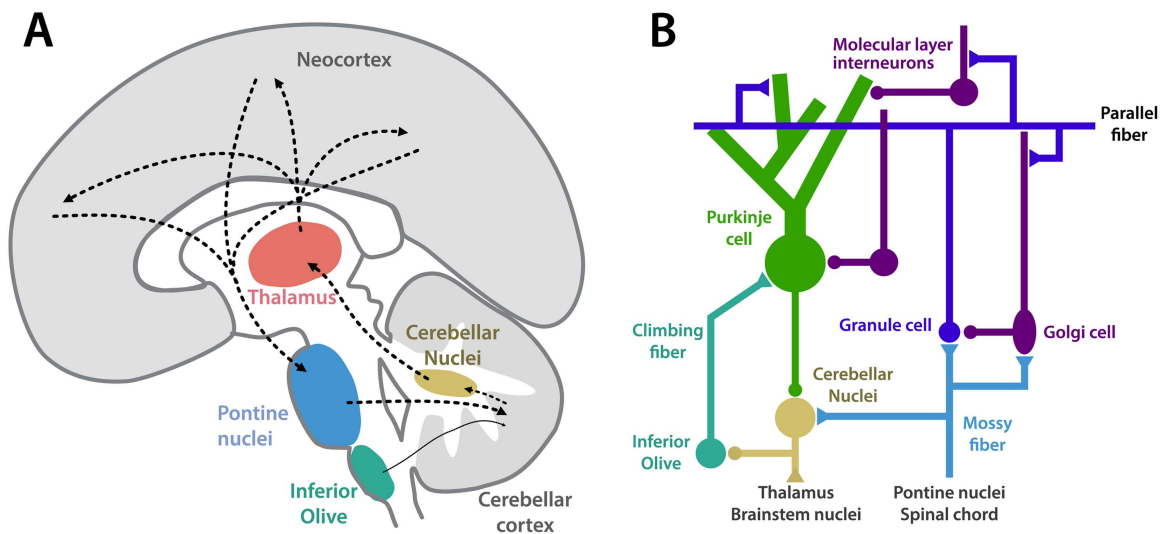 A
Neocortex
Thalamus
Cerebellar
Nuclei
Pontine
nuclei
Inferior
Olive
Cerebellar
cortex
B
Molecular layer
interneurons
Parallel
fiber
Purkinje
cell
Climbing
fiber
Granule cell
Golgi cell
Cerebellar
Nuclei
Mossy
fiber
Inferior
Olive
Thalamus
Brainstem nuclei
Pontine nuclei
Spinal chord